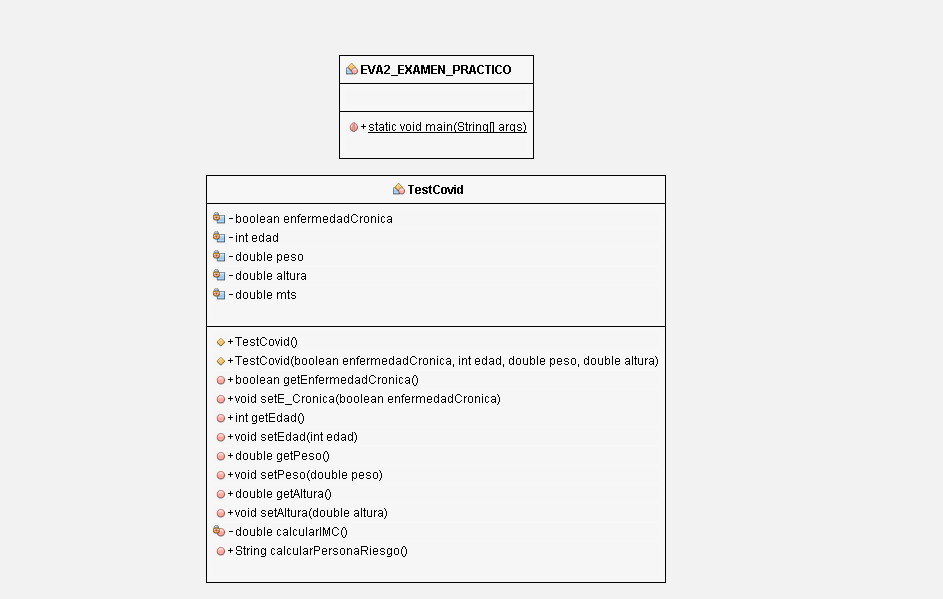 EVA2_EXAMEN_PRACTICO
+static void main(String[] args)
TestCovid
-boolean enfermedadCronica
-int edad
-double peso
-double altura
-double mts
+TestCovid()
+TestCovid(boolean enfermedadCronica, int edad, double peso, double altura)
+boolean getEnfermedadCronica()
+void setE_Cronica(boolean enfermedadCronica)
+int getEdad()
+void setEdad(int edad)
+double getPeso()
+void setPeso(double peso)
+double getAltura()
+void setAltura(double altura)
-double calcularIMC()
+String calcularPersonaRiesgo()